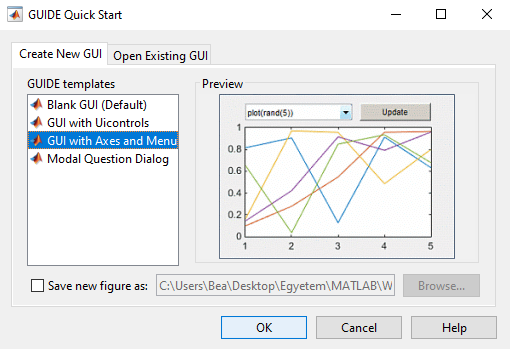 GUIDE Quick Start
Create New GUI
Open Existing GUI
GUIDE templates
Blank GUI (Default)
GUI with Uicontrols
GUI with Axes and Menu
Modal Question Dialog
Preview
plot(rand(5))
Update
1
0.8
0.6
0.4
0.2
0
1 2 3 4 5
Save new figure as:
C:\Users\Bea\Desktop\Egyetem\MATLAB\W
Browse...
OK
Cancel
Help